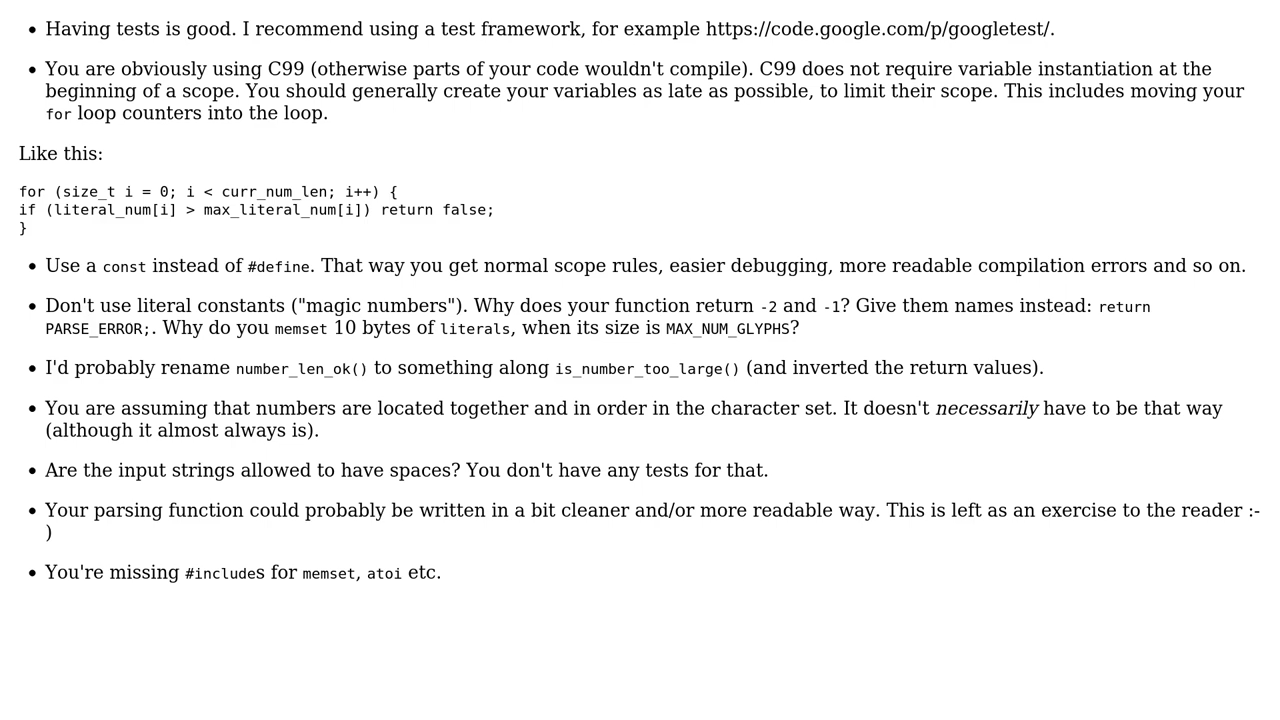 • Having tests is good. I recommend using a test framework, for example https://code.google.com/p/googletest/.
• You are obviously using C99 (otherwise parts of your code wouldn't compile). C99 does not require variable instantiation at the
beginning of a scope. You should generally create your variables as late as possible, to limit their scope. This includes moving your
for loop counters into the loop.
Like this:
for (size_t i = 0; i < curr_num_len; i++) {
if (literal_num[i] > max_literal_num[i]) return false;
}
• Use a const instead of #define. That way you get normal scope rules, easier debugging, more readable compilation errors and so on.
• Don't use literal constants ("magic numbers"). Why does your function return -2 and -1? Give them names instead: return
PARSE_ERROR;. Why do you memset 10 bytes of literals, when its size is MAX_NUM_GLYPHS?
• I'd probably rename number_len_ok() to something along is_number_too_large() (and inverted the return values).
• You are assuming that numbers are located together and in order in the character set. It doesn't necessarily have to be that way
(although it almost always is).
• Are the input strings allowed to have spaces? You don't have any tests for that.
• Your parsing function could probably be written in a bit cleaner and/or more readable way. This is left as an exercise to the reader :-
)
• You're missing #includes for memset, atoi etc.